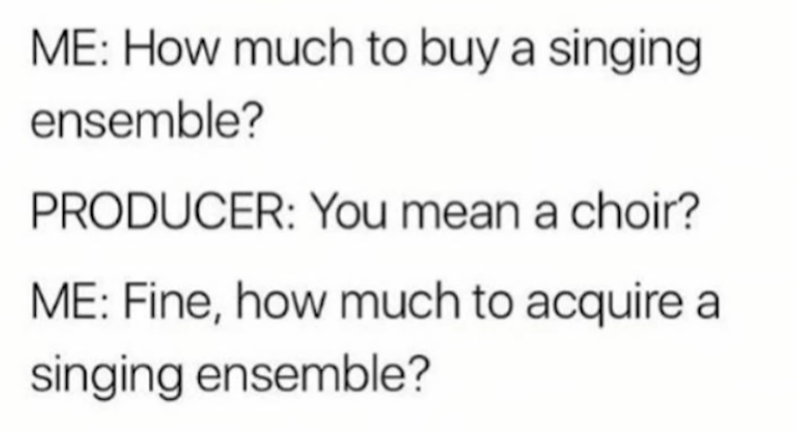 ME: How much to buy a singing
ensemble?
PRODUCER: You mean a choir?
ME: Fine, how much to acquire a
singing ensemble?